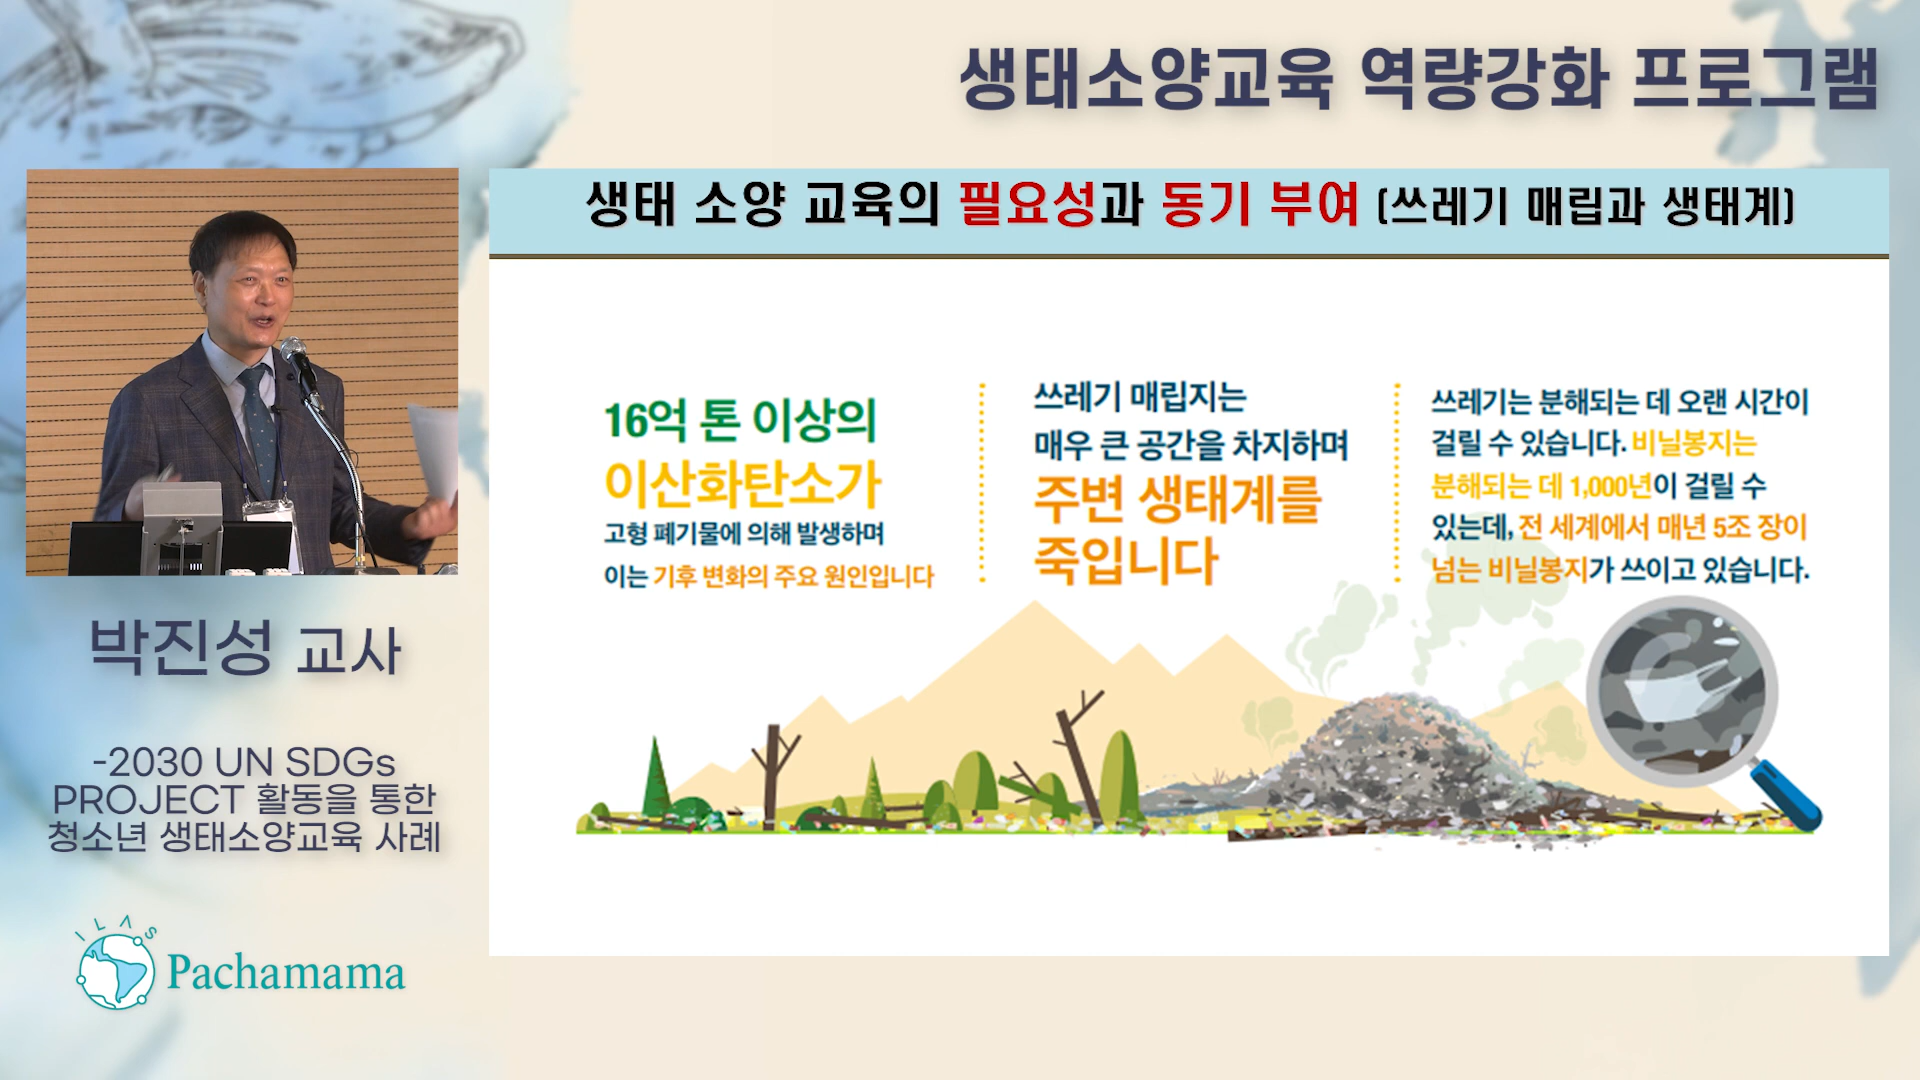 생태소양교육 역량강화 프로그램
생태 소양 교육의 필요성과 동기 부여 (쓰레기 매립과 생태계)
16억 톤 이상의
이산화탄소가
고형 폐기물에 의해 발생하며
이는 기후 변화의 주요 원인입니다
쓰레기 매립지는
매우 큰 공간을 차지하며
주변 생태계를
죽입니다
쓰레기는 분해되는 데 오랜 시간이
걸릴 수 있습니다. 비닐봉지는
분해되는 데 1,000년이 걸릴 수
있는데, 전 세계에서 매년 5조 장이
넘는 비닐봉지가 쓰이고 있습니다.
박진성 교사
-2030 UN SDGs
PROJECT 활동을 통한
청소년 생태소양교육 사례
ILAS
Pachamama